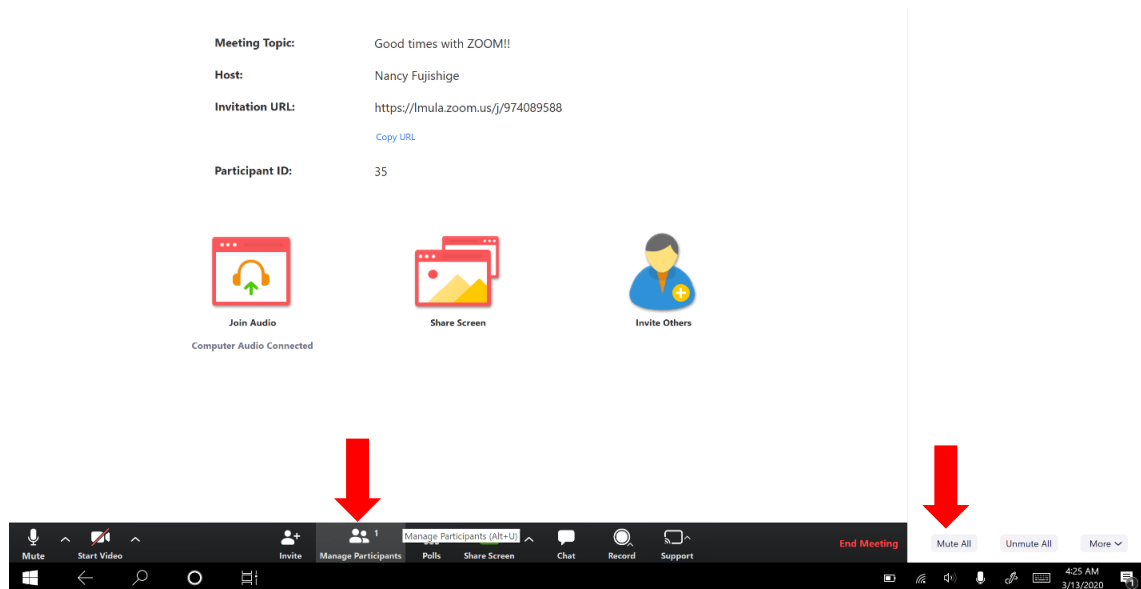 Meeting Topic: Good times with ZOOM!!
Host: Nancy Fujishige
Invitation URL: https://lmula.zoom.us/j/974089588
Copy URL
Participant ID: 35
Join Audio Share Screen Invite Others
Computer Audio Connected
1 Manage Participants (Alt+U)
Mute Start Video Invite Manage Participants Polls Share Screen Chat Record Support End Meeting Mute All Unmute All More
4:25 AM
3/13/2020 1